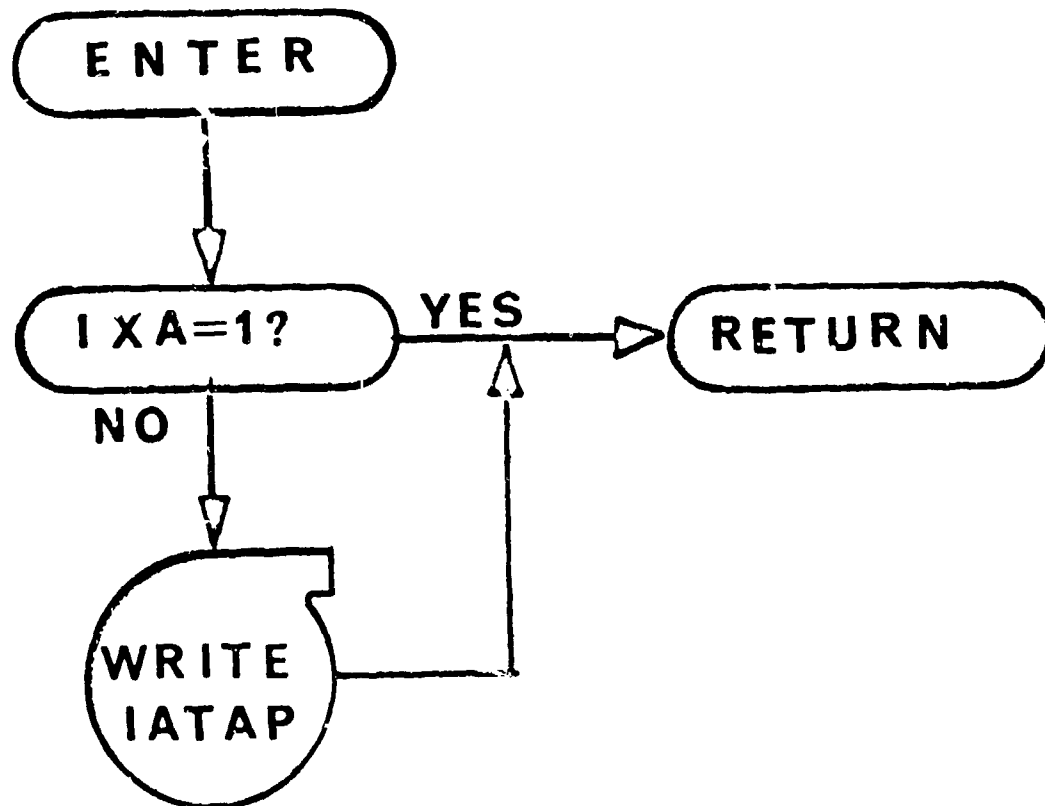 ENTER
IXA=1?
YES
RETURN
NO
WRITE
IATAP